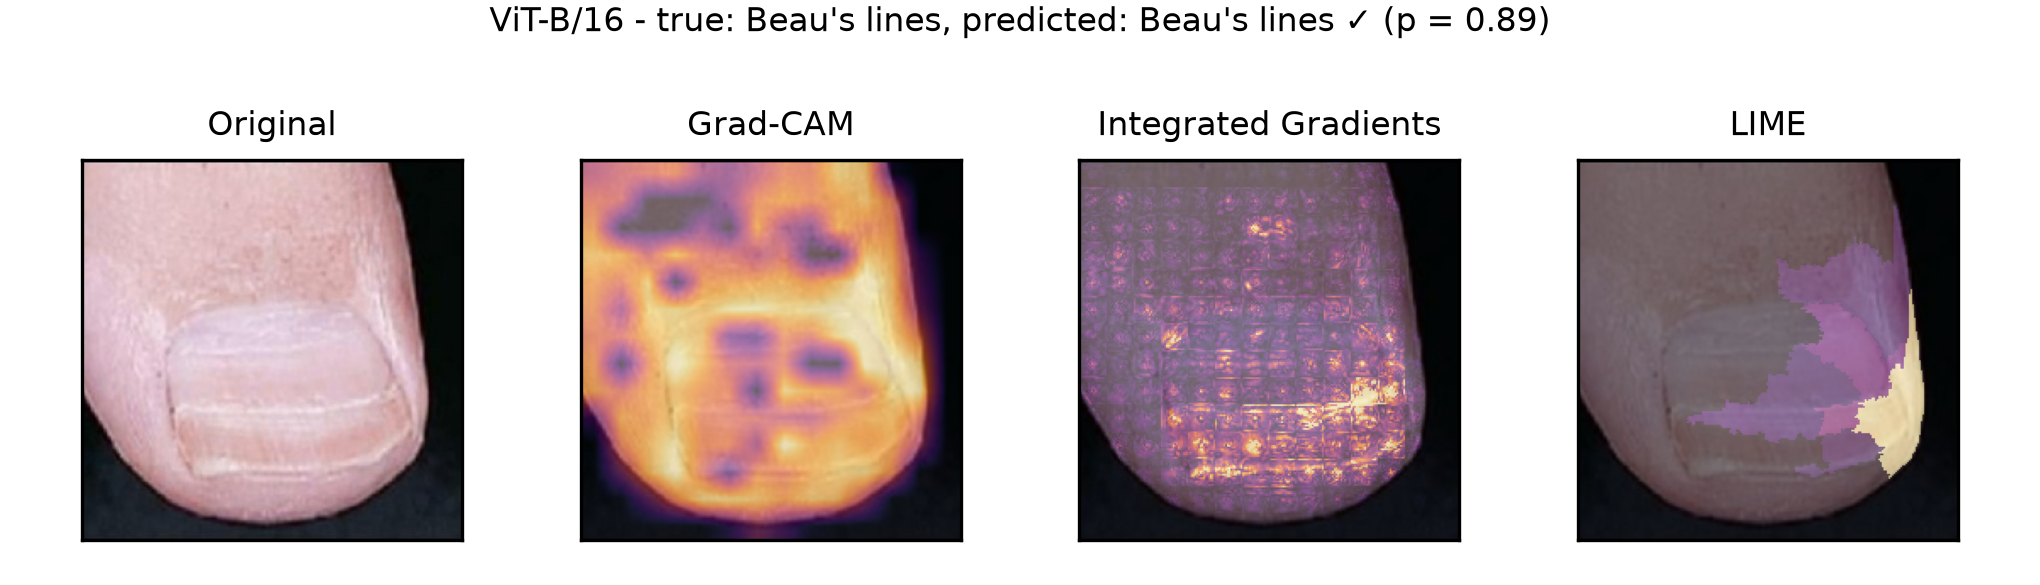 ViT-B/16 - true: Beau's lines, predicted: Beau's lines ✓ (p = 0.89)
Original
Grad-CAM
Integrated Gradients
LIME